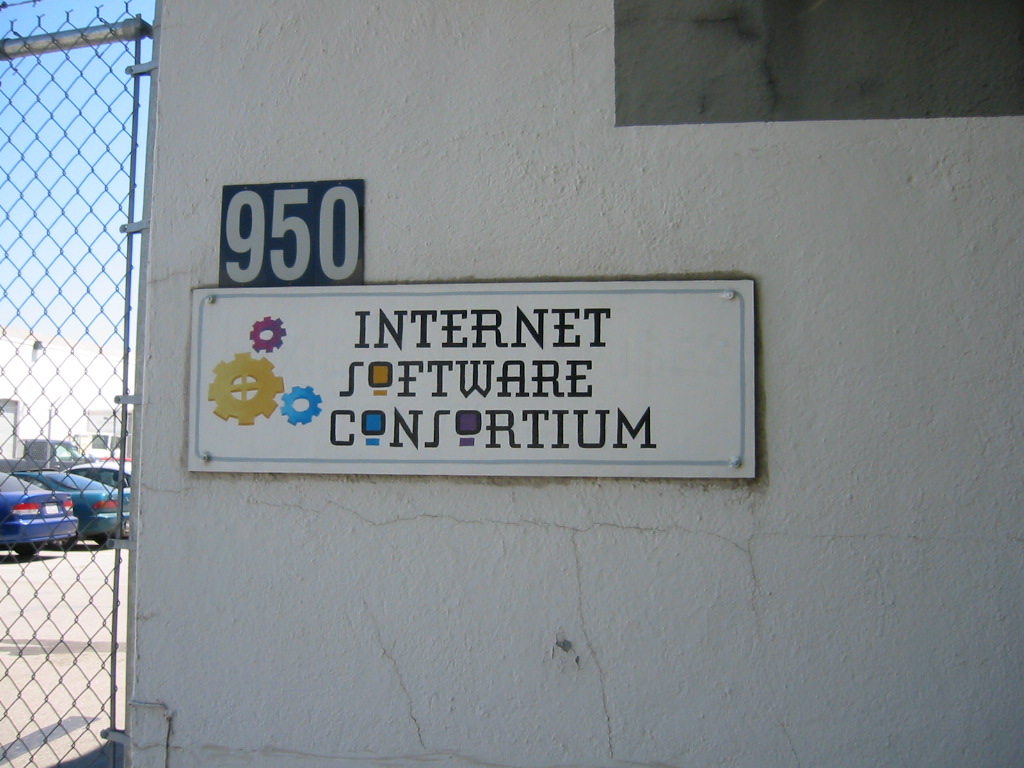 950
INTERNET
SOFTWARE
CONSORTIUM